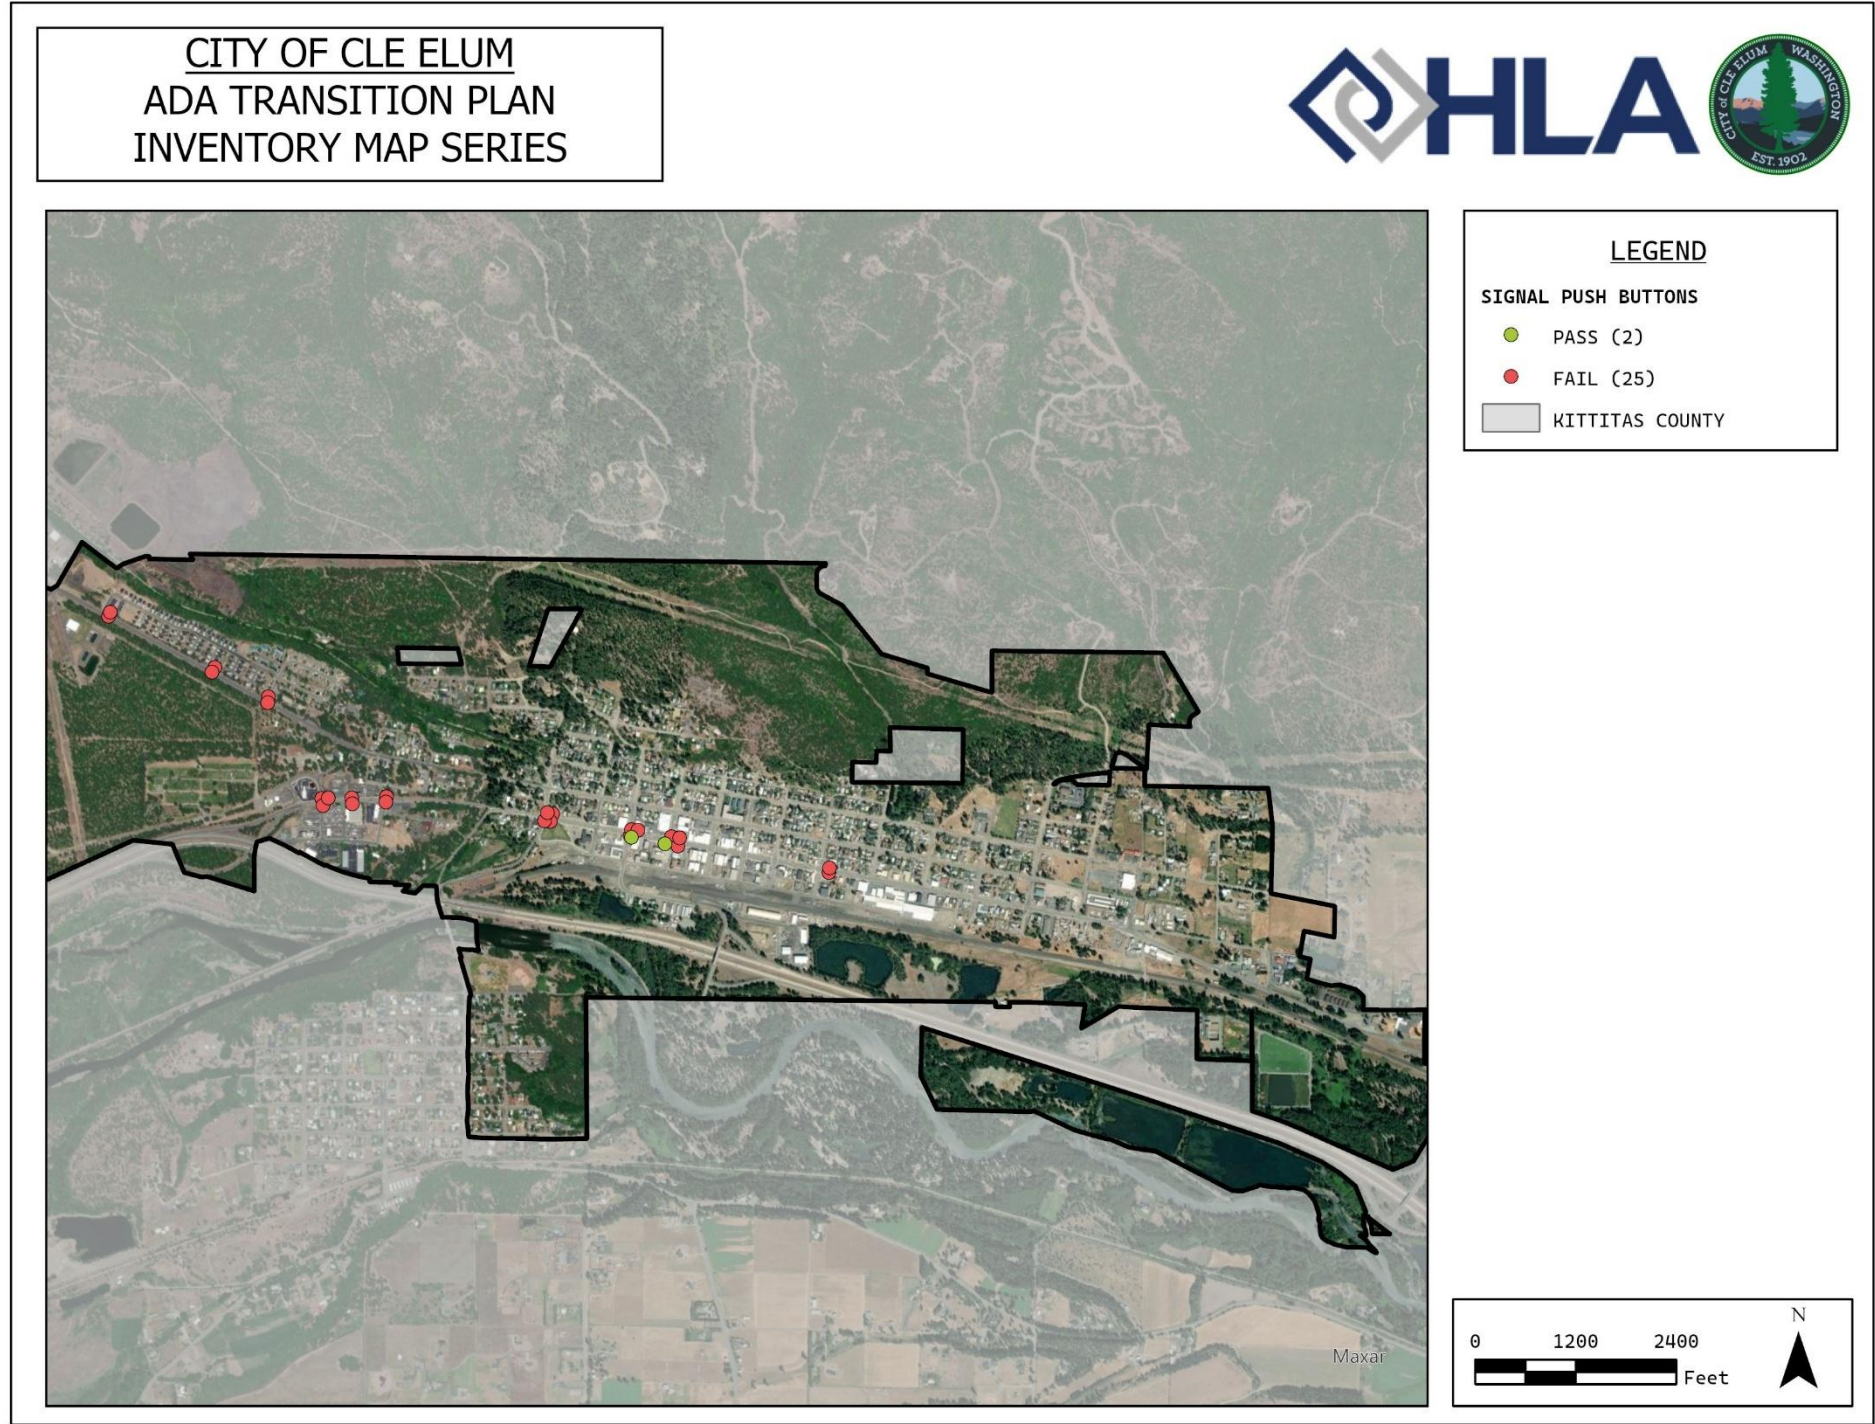 CITY OF CLE ELUM
ADA TRANSITION PLAN
INVENTORY MAP SERIES
HLA
CITY of CLE ELUM WASHINGTON
EST. 1902
LEGEND
SIGNAL PUSH BUTTONS
PASS (2)
FAIL (25)
KITTITAS COUNTY
Maxar
N
0 1200 2400
Feet